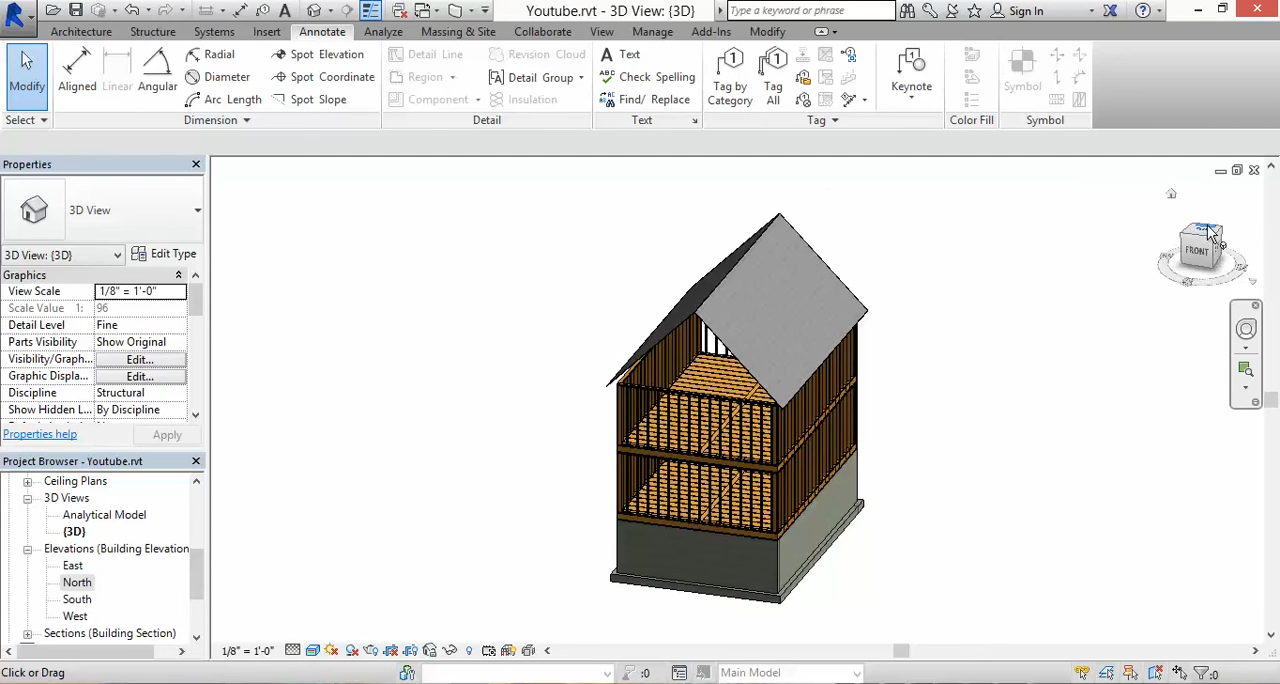 Youtube.rvt - 3D View: {3D}
Type a keyword or phrase
Sign In
Architecture Structure Systems Insert Annotate Analyze Massing & Site Collaborate View Manage Add-Ins Modify
Modify
Select
Aligned
Linear
Angular
Radial
Diameter
Arc Length
Spot Elevation
Spot Coordinate
Spot Slope
Dimension
Detail Line
Region
Component
Revision Cloud
Detail Group
Insulation
Detail
Text
Check Spelling
Find/ Replace
Text
Tag by
Category
Tag
All
Tag
Keynote
Color Fill
Symbol
Symbol
Properties
3D View
3D View: {3D}
Edit Type
Graphics
View Scale 1/8" = 1'-0"
Scale Value 1: 96
Detail Level Fine
Parts Visibility Show Original
Visibility/Graph... Edit...
Graphic Displa... Edit...
Discipline Structural
Show Hidden L... By Discipline
Properties help
Apply
Project Browser - Youtube.rvt
Ceiling Plans
3D Views
Analytical Model
{3D}
Elevations (Building Elevation
East
North
South
West
Sections (Building Section)
FRONT
1/8" = 1'-0"
Click or Drag
:0
Main Model
:0